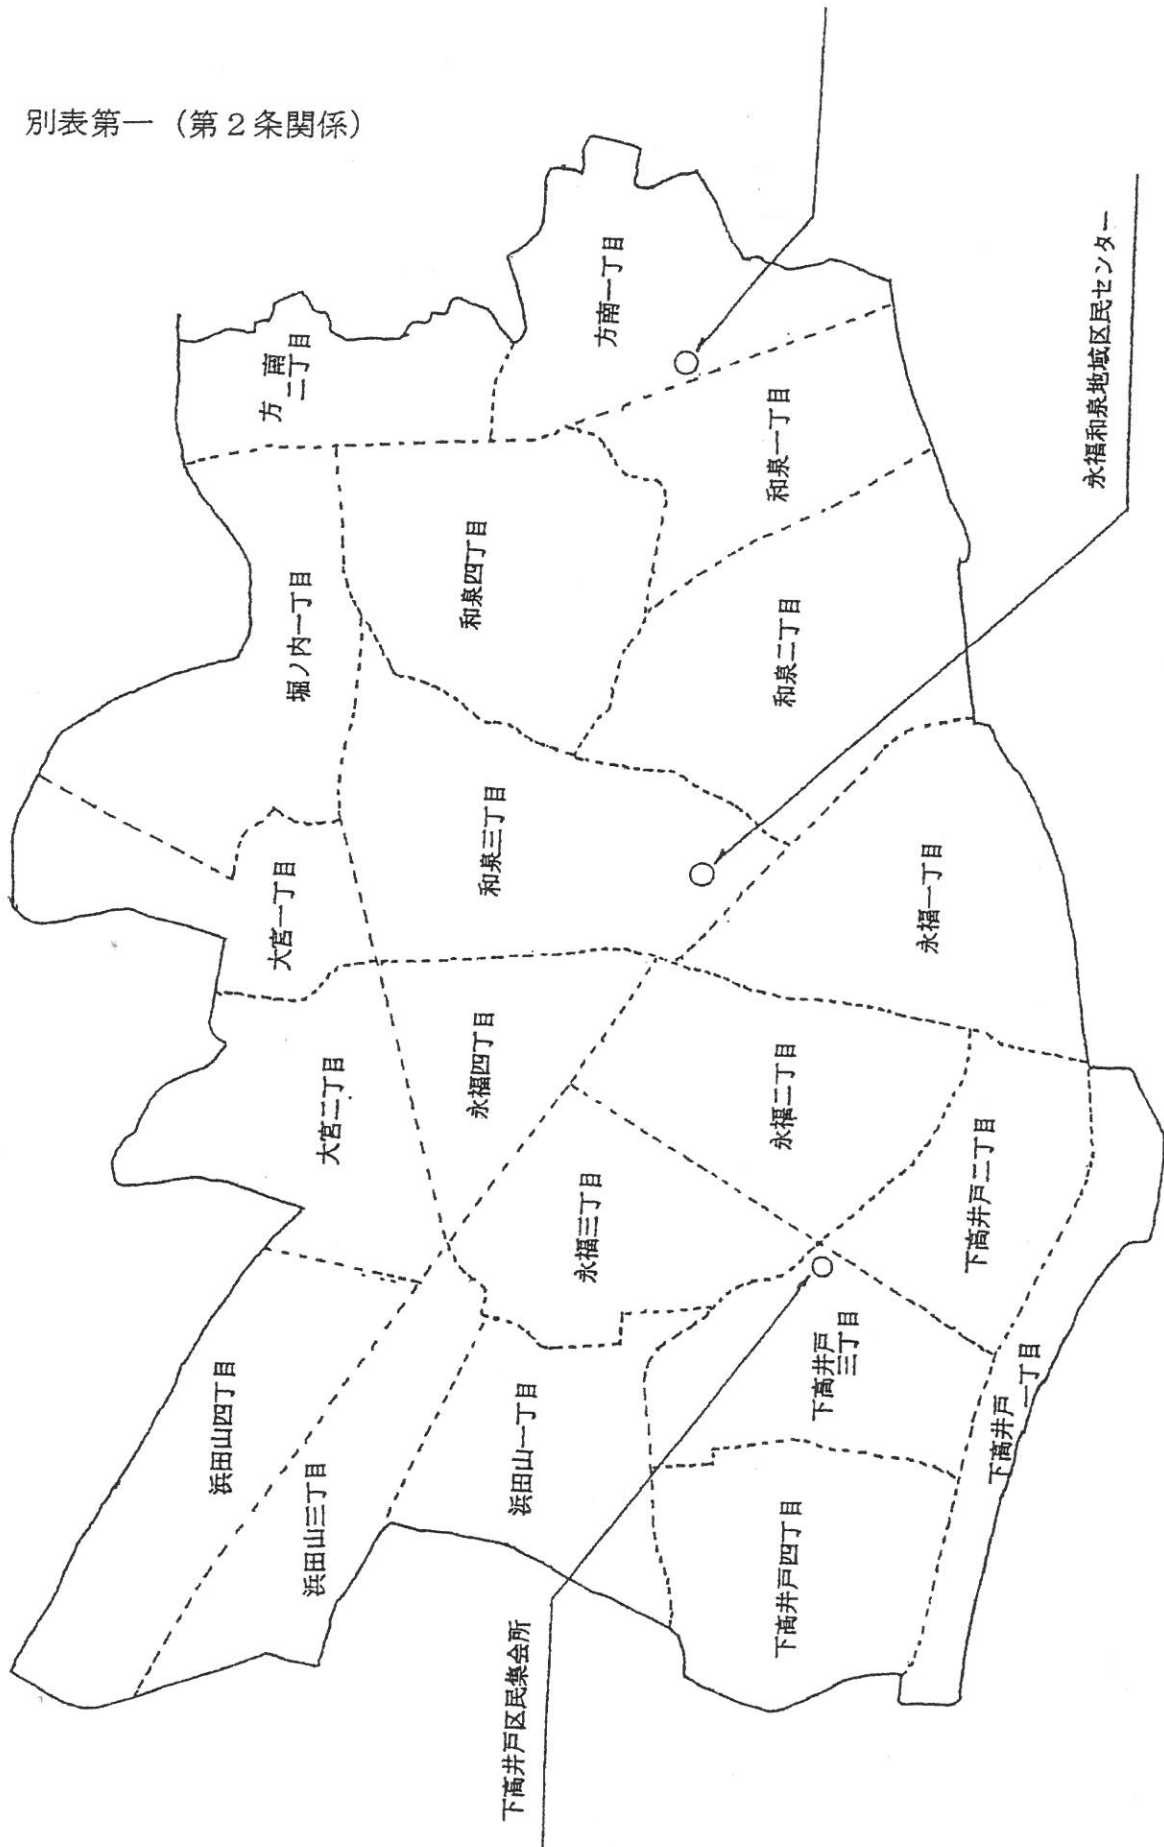 別表第一（第２条関係）
方南
二丁目
方南一丁目
堀ノ内一丁目
和泉四丁目
和泉一丁目
和泉二丁目
永福和泉地域区民センター
大宮一丁目
和泉三丁目
永福一丁目
大宮二丁目
永福四丁目
永福二丁目
永福三丁目
下高井戸二丁目
浜田山四丁目
浜田山三丁目
浜田山一丁目
下高井戸
三丁目
下高井戸
一丁目
下高井戸四丁目
下高井戸区民集会所